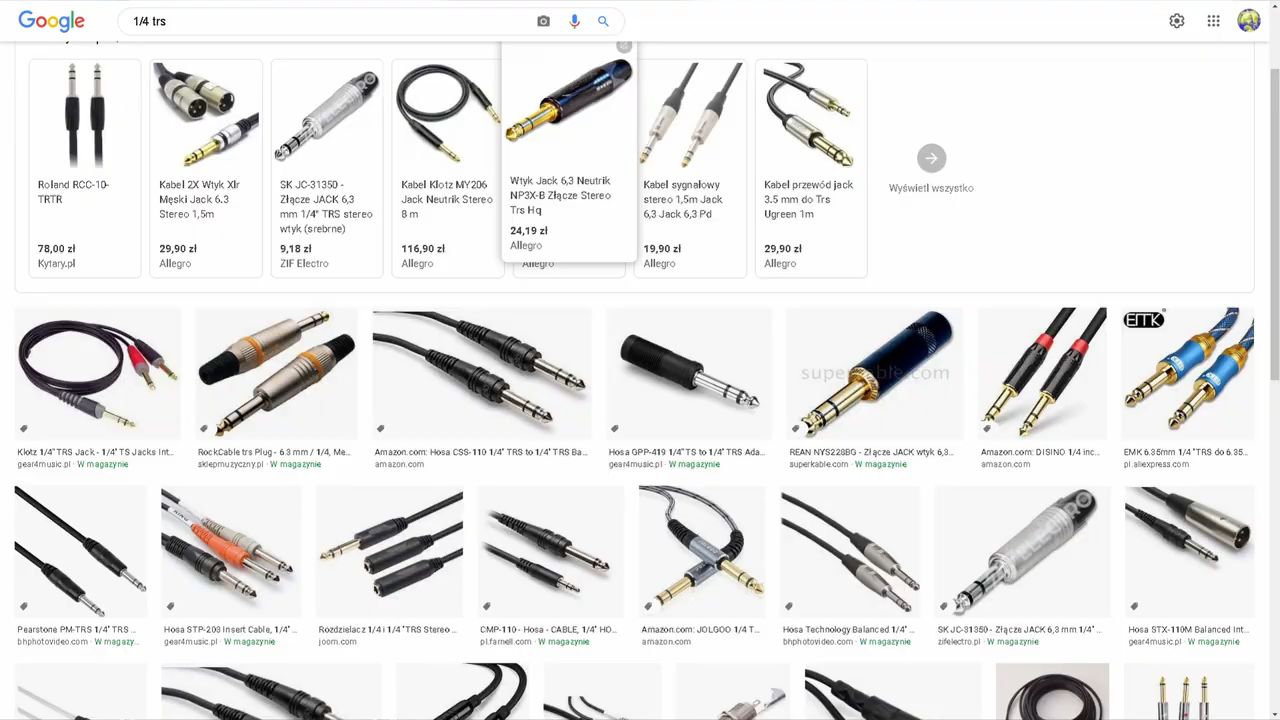 Google
1/4 trs
Roland RCC-10-
TRTR
78,00 zł
Kytary.pl
Kabel 2X Wtyk Xlr
Męski Jack 6.3
Stereo 1,5m
29,90 zł
Allegro
SK JC-31350 -
Złącze JACK 6,3
mm 1/4" TRS stereo
wtyk (srebrne)
9,18 zł
ZIF Electro
Kabel Klotz MY206
Jack Neutrik Stereo
8 m
116,90 zł
Allegro
Wtyk Jack 6,3 Neutrik
NP3X-B Złącze Stereo
Trs Hq
24,19 zł
Allegro
Allegro
Kabel sygnałowy
stereo 1,5m Jack
6,3 Jack 6,3 Pd
19,90 zł
Allegro
Kabel przewód jack
3.5 mm do Trs
Ugreen 1m
29,90 zł
Allegro
Wyświetl wszystko
superkable.com
EMK
Klotz 1/4" TRS Jack - 1/4" TS Jacks Int...
gear4music.pl · W magazynie
RockCable trs Plug - 6.3 mm / 1/4, Me...
sklepmuzyczny.pl · W magazynie
Amazon.com: Hosa CSS-110 1/4" TRS to 1/4" TRS Ba...
amazon.com
Hosa GPP-419 1/4" TS to 1/4" TRS Ada...
gear4music.pl · W magazynie
REAN NYS228BG - Złącze JACK wtyk 6,3...
superkable.com · W magazynie
Amazon.com: DISINO 1/4 inc...
amazon.com
EMK 6.35mm 1/4 "TRS do 6.35...
pl.aliexpress.com
Pearstone PM-TRS 1/4" TRS ...
bhphotovideo.com · W magazy...
Hosa STP-203 Insert Cable, 1/4" ...
gear4music.pl · W magazynie
Rozdzielacz 1/4 i 1/4 "TRS Stereo ...
joom.com
CMP-110 - Hosa - CABLE, 1/4" HO...
pl.farnell.com · W magazynie
Amazon.com: JOLGOO 1/4 T...
amazon.com
Hosa Technology Balanced 1/4" ...
bhphotovideo.com · W magazynie
SK JC-31350 - Złącze JACK 6,3 mm 1/4" ...
zifelectro.pl · W magazynie
Hosa STX-110M Balanced Int...
gear4music.pl · W magazynie